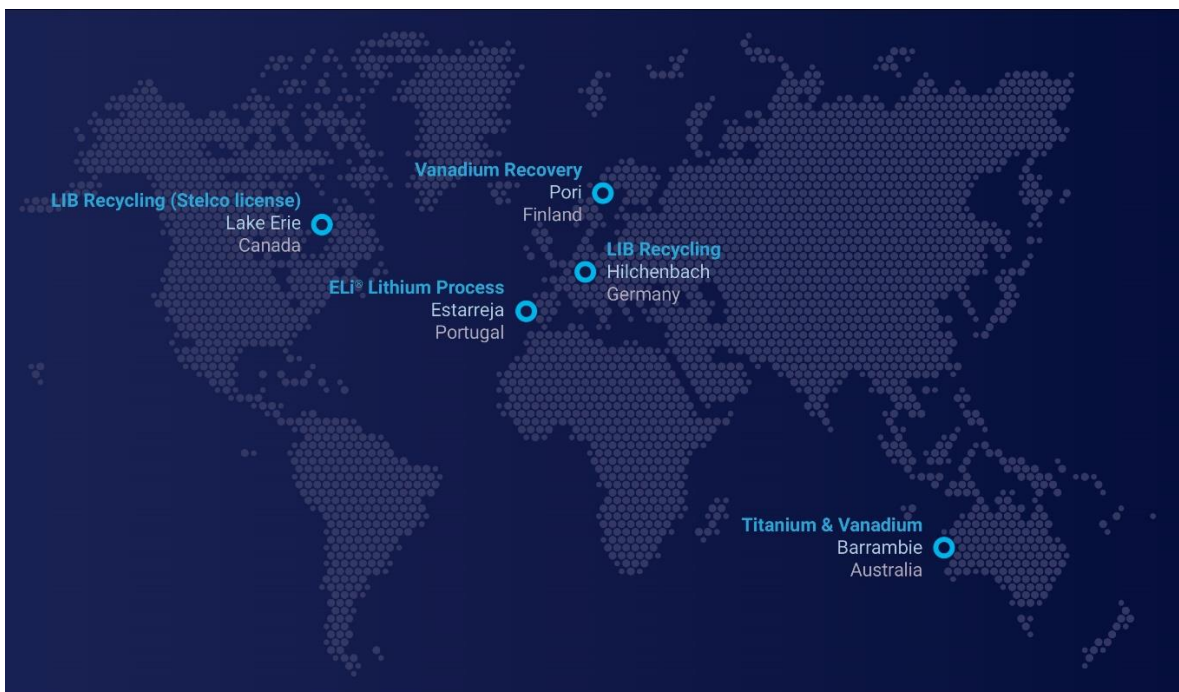 Vanadium Recovery
Pori
Finland
LIB Recycling (Stelco license)
Lake Erie
Canada
LIB Recycling
Hilchenbach
Germany
ELi® Lithium Process
Estarreja
Portugal
Titanium & Vanadium
Barrambie
Australia